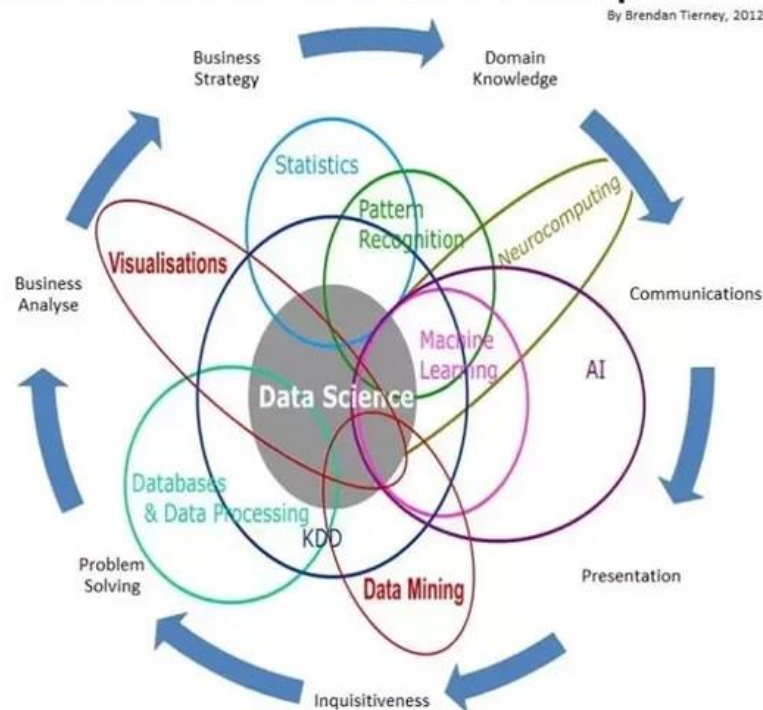 By Brendan Tierney, 2012
Business
Strategy
Domain
Knowledge
Statistics
Pattern
Recognition
Neurocomputing
Visualisations
Business
Analyse
Communications
Machine
Learning
AI
Data Science
Databases
& Data Processing
KDD
Problem
Solving
Data Mining
Presentation
Inquisitiveness